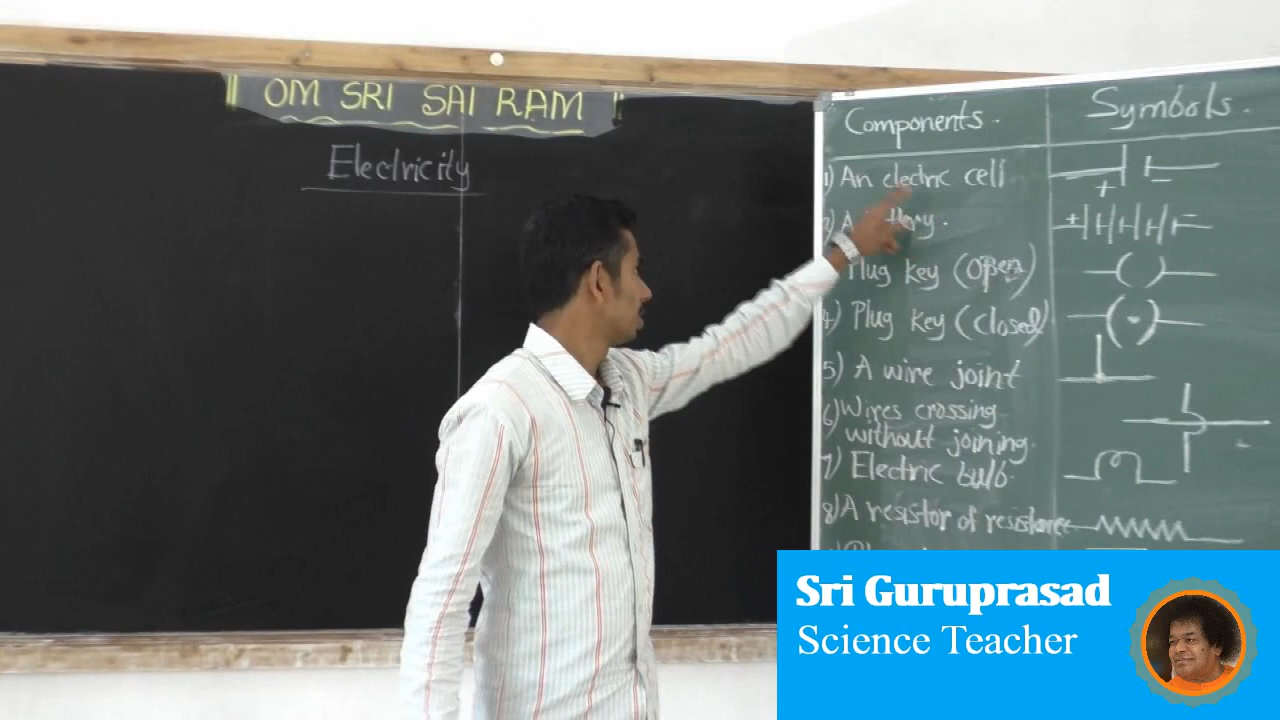 || OM SRI SAI RAM ||
Electricity
Components. Symbols.
1) An electric cell + −
2) A + −
Plug key (Open)
4) Plug key (closed)
5) A wire joint
6) Wires crossing
without joining.
7) Electric bulb.
8) A resistor of resistance
Sri Guruprasad
Science Teacher